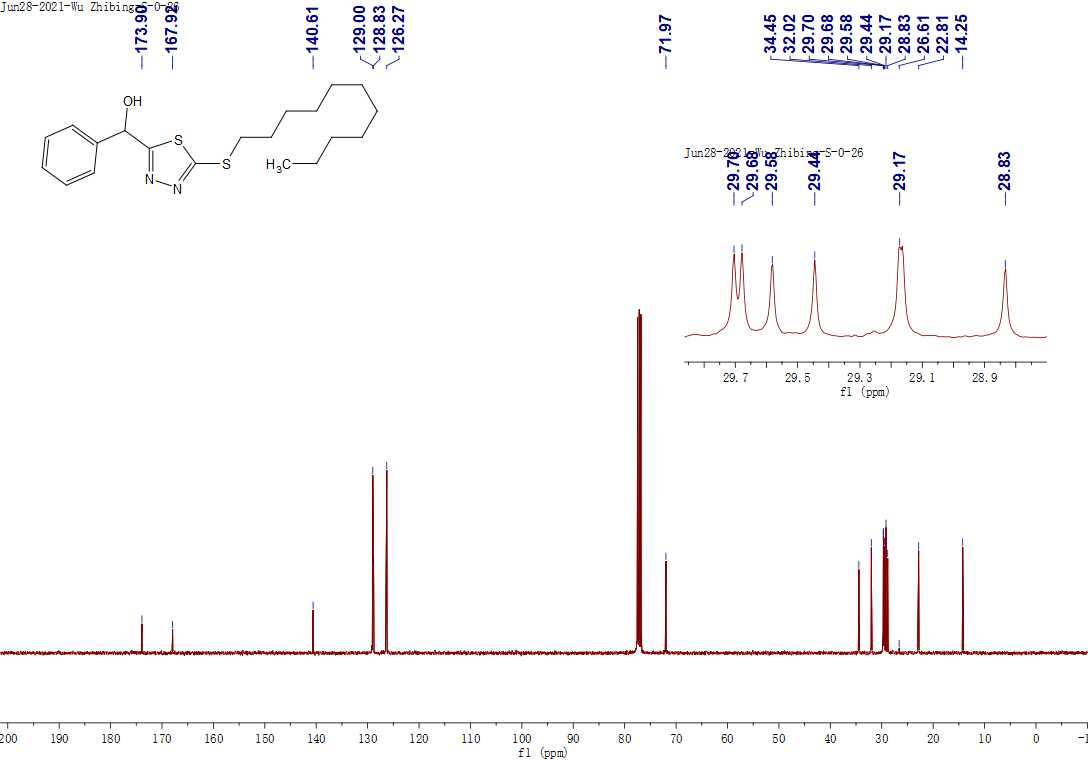 Jun28-2021-Wu Zhibing-S-O-26
173.90
167.92
140.61
129.00
128.83
126.27
71.97
34.45
32.02
29.70
29.68
29.58
29.44
29.17
28.83
26.61
22.81
14.25
OH
S
S
N
N
H3C
Jun28-2021-Wu Zhibing-S-O-26
29.70
29.68
29.58
29.44
29.17
28.83
29.7 29.5 29.3 29.1 28.9
f1 (ppm)
200 190 180 170 160 150 140 130 120 110 100 90 80 70 60 50 40 30 20 10 0 -1
f1 (ppm)